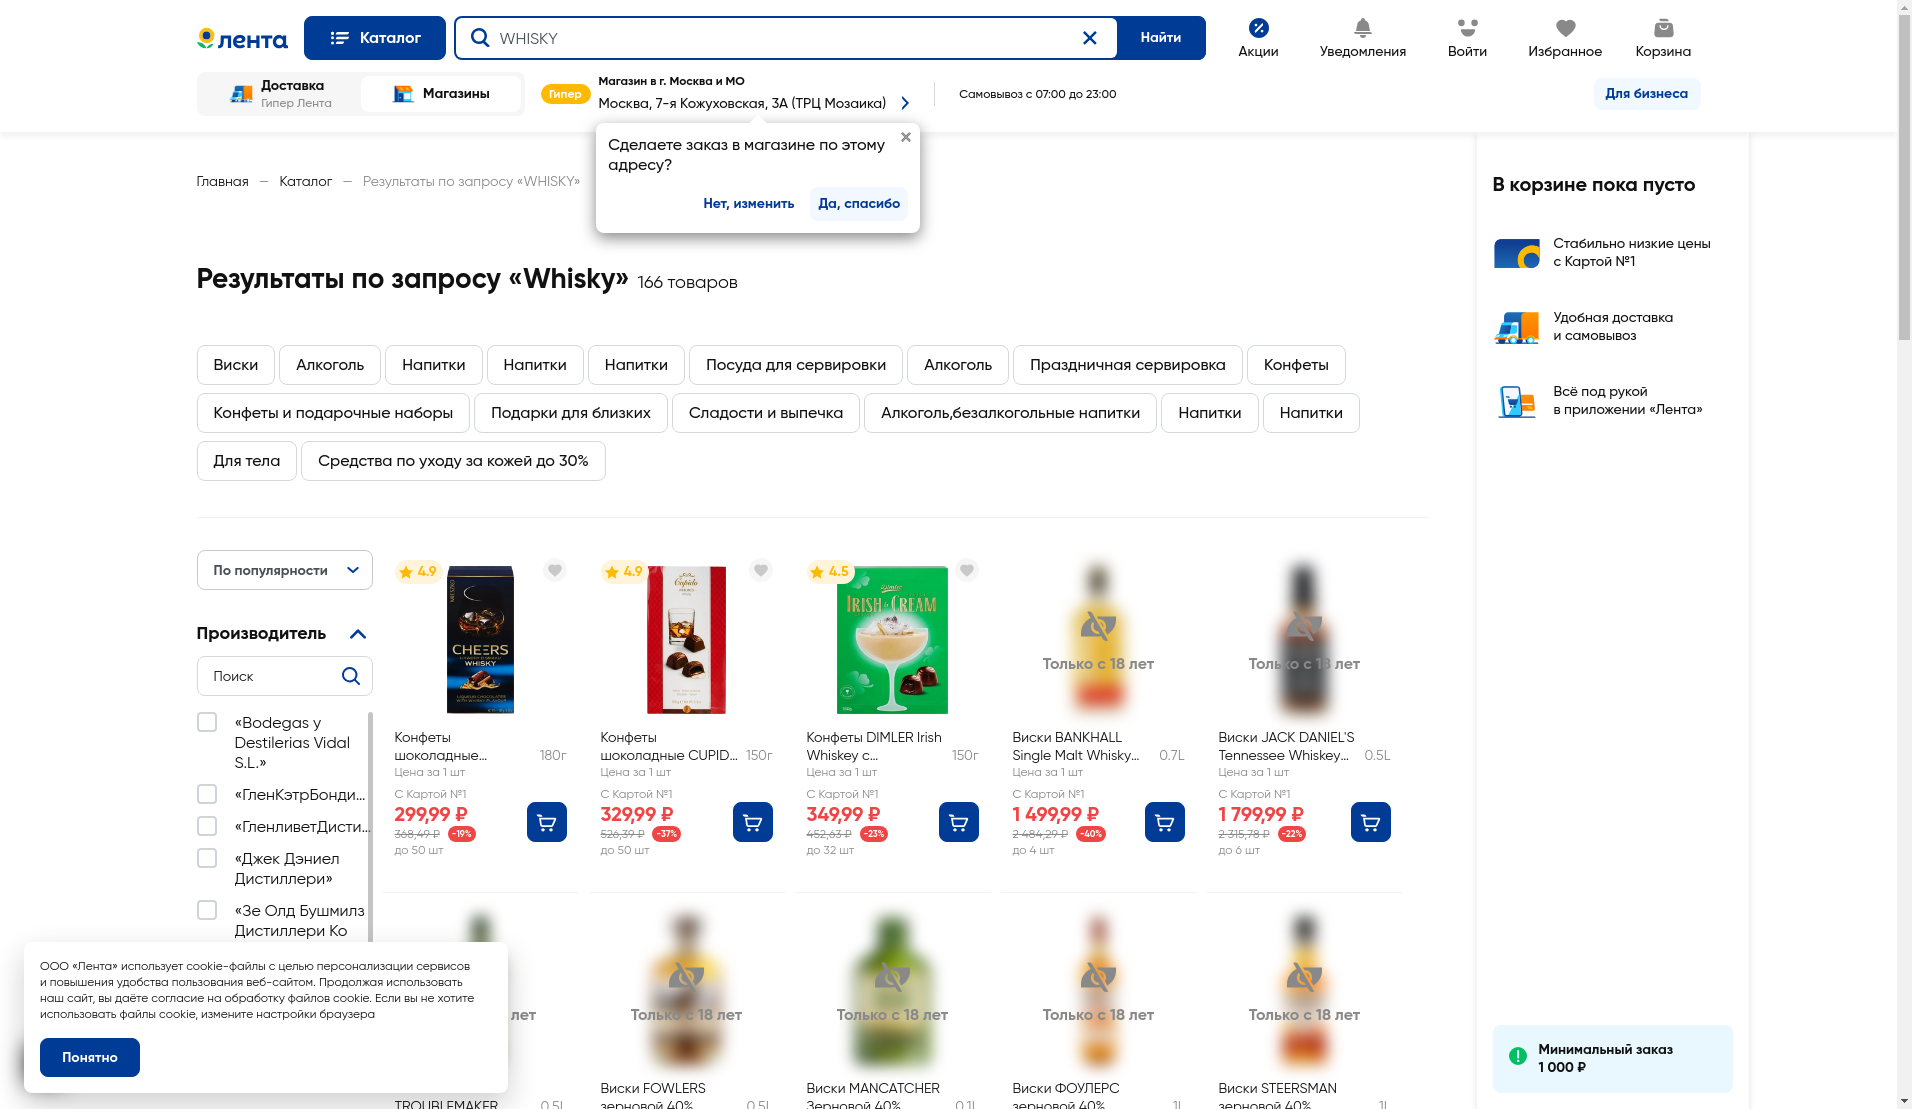 лента
Каталог
WHISKY
Найти
Акции
Уведомления
Войти
Избранное
Корзина
Доставка
Гипер Лента
Магазины
Гипер
Магазин в г. Москва и МО
Москва, 7-я Кожуховская, 3А (ТРЦ Мозаика)
Самовывоз с 07:00 до 23:00
Для бизнеса
Сделаете заказ в магазине по этому
адресу?
Нет, изменить
Да, спасибо
Главная — Каталог — Результаты по запросу «WHISKY»
Результаты по запросу «Whisky» 166 товаров
Виски
Алкоголь
Напитки
Напитки
Напитки
Посуда для сервировки
Алкоголь
Праздничная сервировка
Конфеты
Конфеты и подарочные наборы
Подарки для близких
Сладости и выпечка
Алкоголь,безалкогольные напитки
Напитки
Напитки
Для тела
Средства по уходу за кожей до 30%
По популярности
Производитель
Поиск
«Bodegas y
Destilerias Vidal
S.L.»
«ГленКэтрБонди...
«ГленливетДисти...
«Джек Дэниел
Дистиллери»
«Зе Олд Бушмилз
Дистиллери Ко
4.9
CHEERS
WHISKY
Конфеты
шоколадные... 180г
Цена за 1 шт
С Картой №1
299,99 ₽
368,49 ₽ -19%
до 50 шт
4.9
Cupido
Конфеты
шоколадные CUPID... 150г
Цена за 1 шт
С Картой №1
329,99 ₽
526,39 ₽ -37%
до 50 шт
4.5
IRISH CREAM
Конфеты DIMLER Irish
Whiskey с... 150г
Цена за 1 шт
С Картой №1
349,99 ₽
452,63 ₽ -23%
до 32 шт
Только с 18 лет
Виски BANKHALL
Single Malt Whisky... 0.7L
Цена за 1 шт
С Картой №1
1 499,99 ₽
2 484,29 ₽ -40%
до 4 шт
Только с 18 лет
Виски JACK DANIEL'S
Tennessee Whiskey... 0.5L
Цена за 1 шт
С Картой №1
1 799,99 ₽
2 315,78 ₽ -22%
до 6 шт
лет
TROUBLEMAKER 0.5L
Только с 18 лет
Виски FOWLERS
зерновой 40% 0.5L
Только с 18 лет
Виски MANCATCHER
Зерновой 40% 0.1L
Только с 18 лет
Виски ФОУЛЕРС
зерновой 40% 1L
Только с 18 лет
Виски STEERSMAN
зерновой 40% 1L
ООО «Лента» использует cookie-файлы с целью персонализации сервисов
и повышения удобства пользования веб-сайтом. Продолжая использовать
наш сайт, вы даёте согласие на обработку файлов cookie. Если вы не хотите
использовать файлы cookie, измените настройки браузера
Понятно
В корзине пока пусто
Стабильно низкие цены
с Картой №1
Удобная доставка
и самовывоз
Всё под рукой
в приложении «Лента»
Минимальный заказ
1 000 ₽